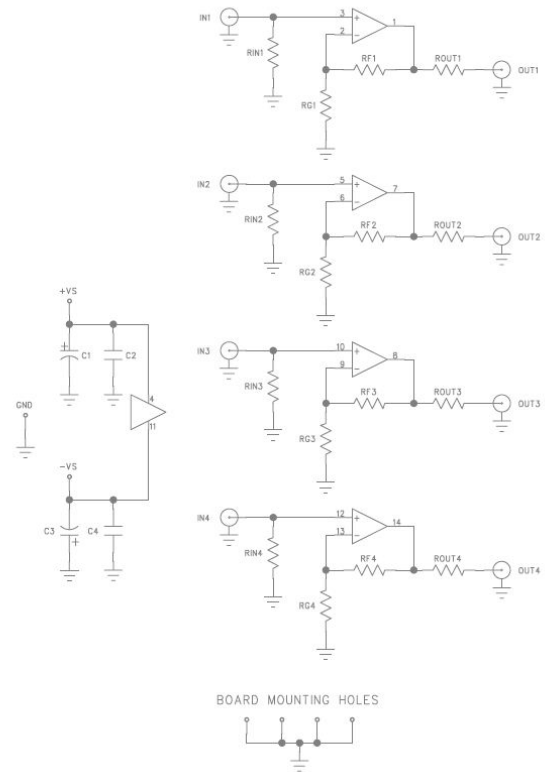 IN1
3
1
2
RIN1
RF1
ROUT1
OUT1
RG1
IN2
5
7
6
RIN2
RF2
ROUT2
OUT2
RG2
+VS
+
C1
C2
4
11
GND
-VS
C3
+
C4
IN3
10
8
9
RIN3
RF3
ROUT3
OUT3
RG3
IN4
12
14
13
RIN4
RF4
ROUT4
OUT4
RG4
BOARD MOUNTING HOLES